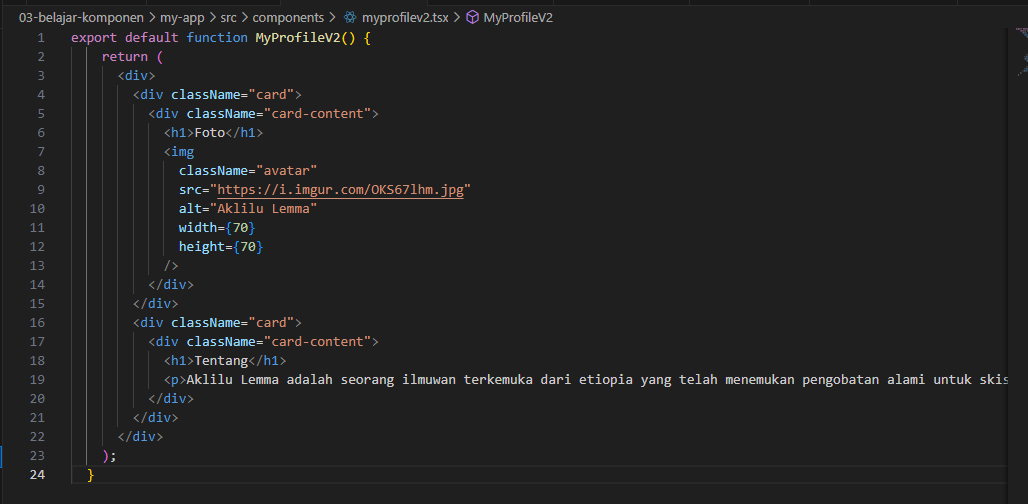 03-belajar-komponen > my-app > src > components > myprofilev2.tsx > MyProfileV2
1 export default function MyProfileV2() {
2 return (
3 <div>
4 <div className="card">
5 <div className="card-content">
6 <h1>Foto</h1>
7 <img
8 className="avatar"
9 src="https://i.imgur.com/OKS67lhm.jpg"
10 alt="Aklilu Lemma"
11 width={70}
12 height={70}
13 />
14 </div>
15 </div>
16 <div className="card">
17 <div className="card-content">
18 <h1>Tentang</h1>
19 <p>Aklilu Lemma adalah seorang ilmuwan terkemuka dari etiopia yang telah menemukan pengobatan alami untuk skis
20 </div>
21 </div>
22 </div>
23 );
24 }